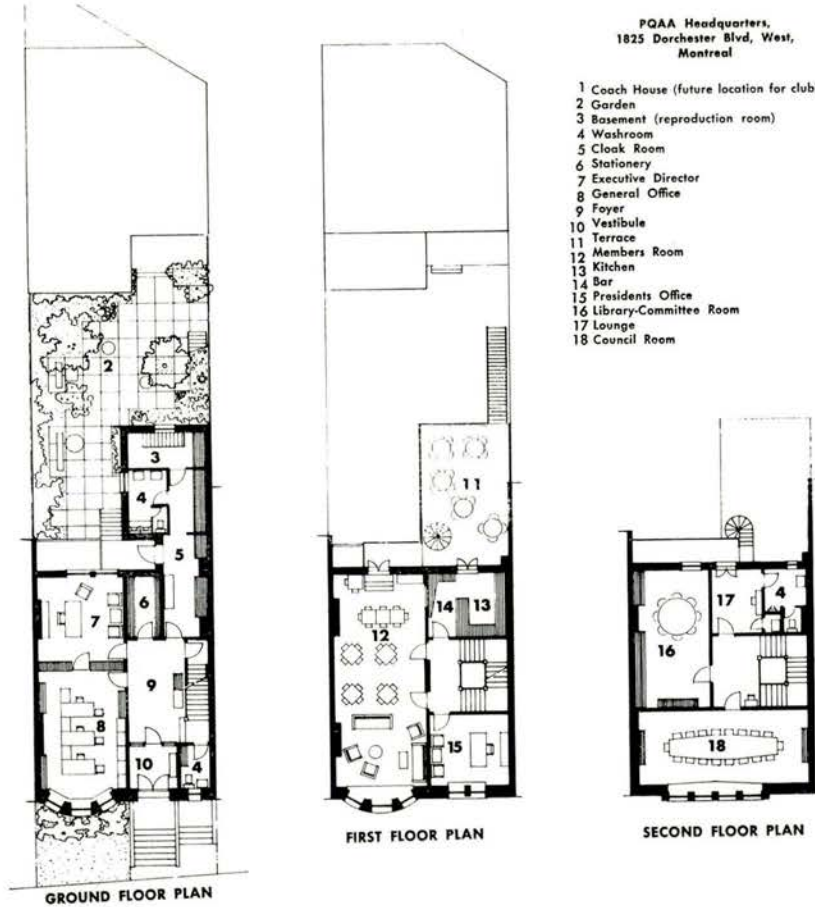 PQAA Headquarters,
1825 Dorchester Blvd, West,
Montreal
1 Coach House (future location for club
2 Garden
3 Basement (reproduction room)
4 Washroom
5 Cloak Room
6 Stationery
7 Executive Director
8 General Office
9 Foyer
10 Vestibule
11 Terrace
12 Members Room
13 Kitchen
14 Bar
15 Presidents Office
16 Library-Committee Room
17 Lounge
18 Council Room
2
3
4
5
6
7
8
9
10
4
GROUND FLOOR PLAN
11
12
14
13
15
FIRST FLOOR PLAN
17
4
16
18
SECOND FLOOR PLAN